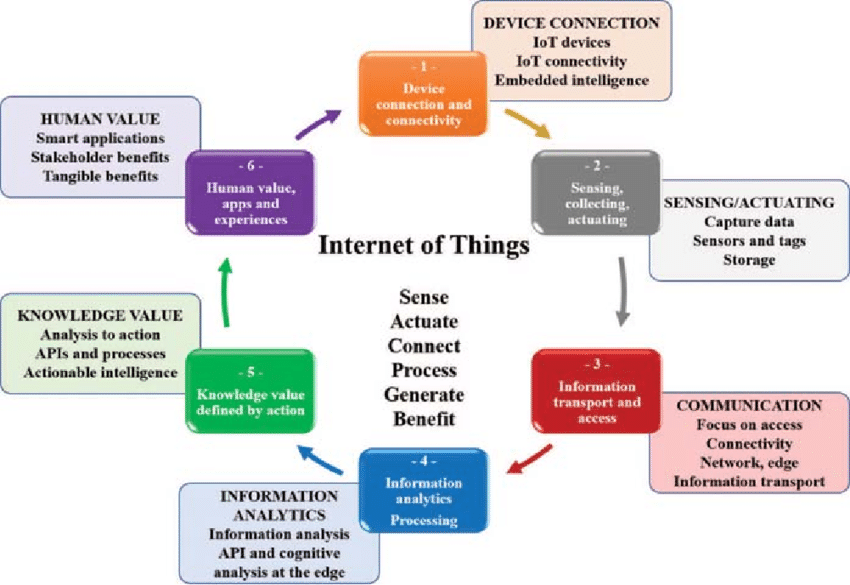 DEVICE CONNECTION
IoT devices
IoT connectivity
Embedded intelligence
- 1 -
Device
connection and
connectivity
HUMAN VALUE
Smart applications
Stakeholder benefits
Tangible benefits
- 6 -
Human value,
apps and
experiences
- 2 -
Sensing,
collecting,
actuating
SENSING/ACTUATING
Capture data
Sensors and tags
Storage
Internet of Things
Sense
Actuate
Connect
Process
Generate
Benefit
KNOWLEDGE VALUE
Analysis to action
APIs and processes
Actionable intelligence
- 5 -
Knowledge value
defined by action
- 3 -
Information
transport and
access
COMMUNICATION
Focus on access
Connectivity
Network, edge
Information transport
- 4 -
Information
analytics
Processing
INFORMATION
ANALYTICS
Information analysis
API and cognitive
analysis at the edge